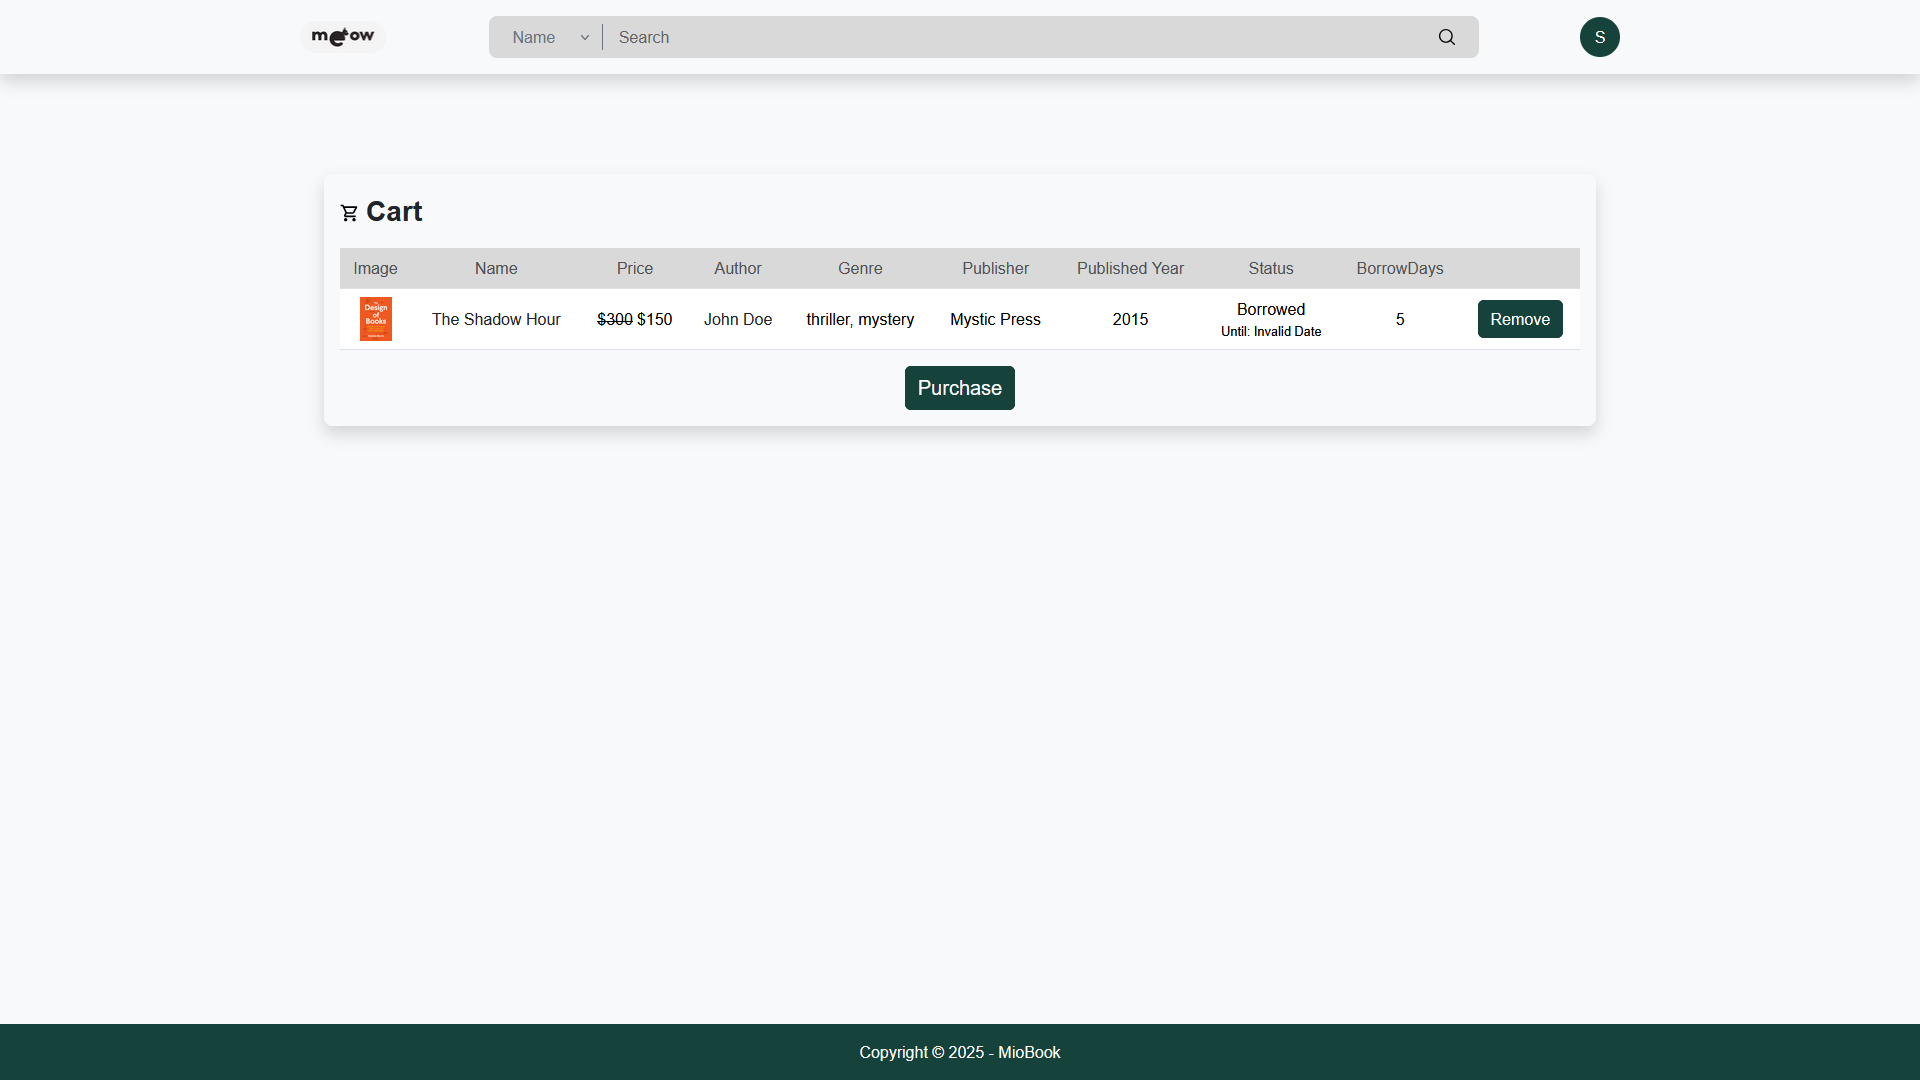 meow
Name Search
S
Cart
Image Name Price Author Genre Publisher Published Year Status BorrowDays
Design
of
Books
The Shadow Hour $300 $150 John Doe thriller, mystery Mystic Press 2015 Borrowed 5 Remove
Until: Invalid Date
Purchase
Copyright © 2025 - MioBook